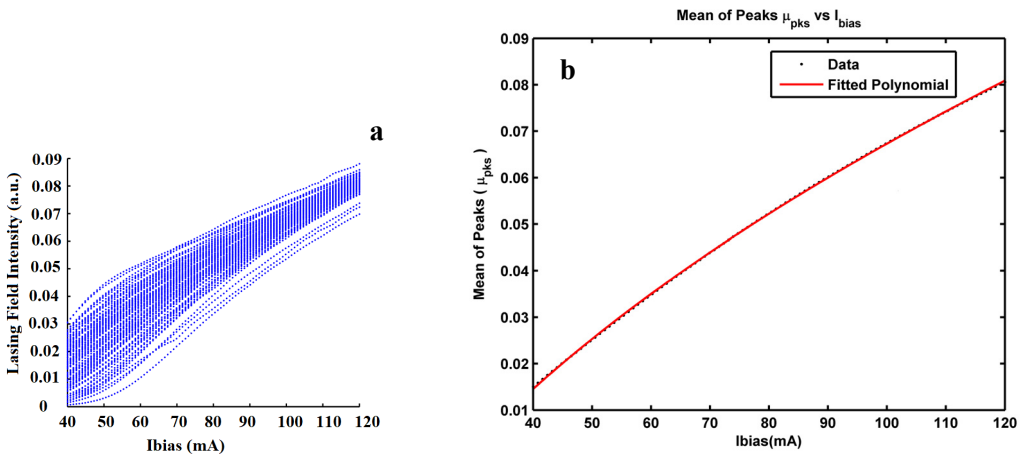 a
Lasing Field Intensity (a.u.)
0.09
0.08
0.07
0.06
0.05
0.04
0.03
0.02
0.01
0
40 50 60 70 80 90 100 110 120
Ibias (mA)
Mean of Peaks μpks vs Ibias
b
Data
Fitted Polynomial
Mean of Peaks ( μpks )
0.09
0.08
0.07
0.06
0.05
0.04
0.03
0.02
0.01
40 50 60 70 80 90 100 110 120
Ibias(mA)